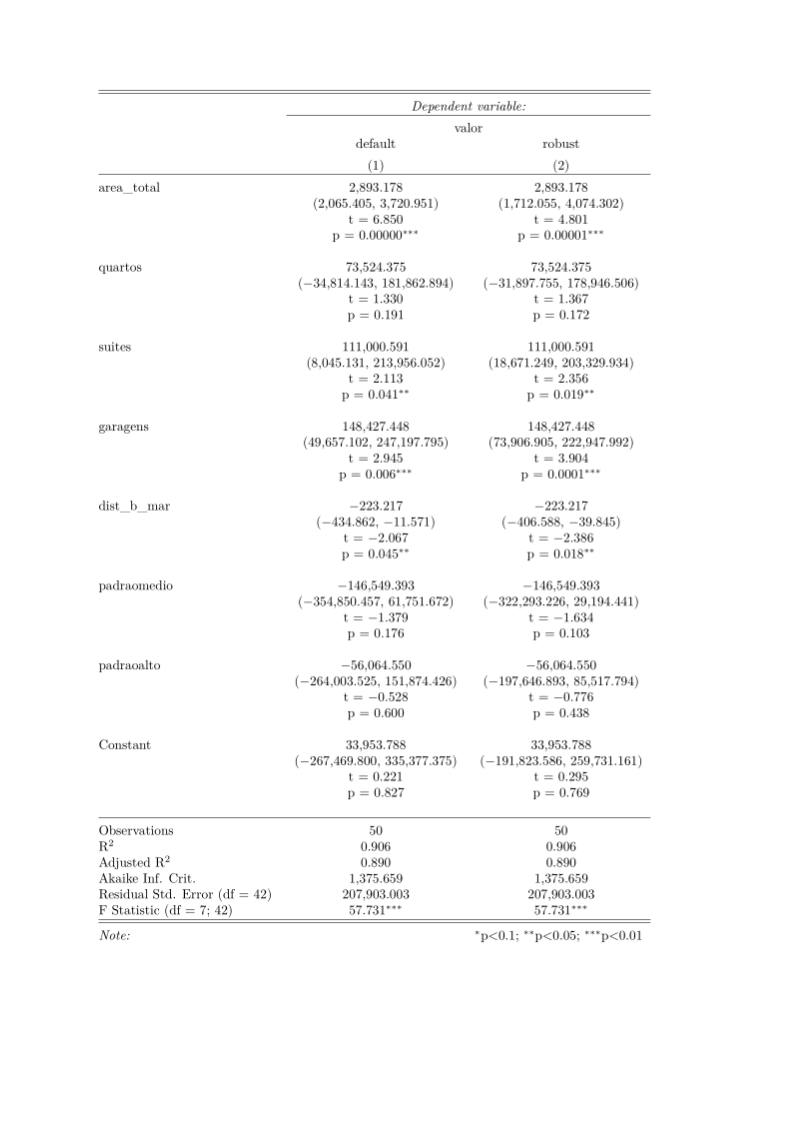 Dependent variable:
valor
default robust
(1) (2)
area_total 2,893.178 2,893.178
(2,065.405, 3,720.951) (1,712.055, 4,074.302)
t = 6.850 t = 4.801
p = 0.00000*** p = 0.00001***
quartos 73,524.375 73,524.375
(−34,814.143, 181,862.894) (−31,897.755, 178,946.506)
t = 1.330 t = 1.367
p = 0.191 p = 0.172
suites 111,000.591 111,000.591
(8,045.131, 213,956.052) (18,671.249, 203,329.934)
t = 2.113 t = 2.356
p = 0.041** p = 0.019**
garagens 148,427.448 148,427.448
(49,657.102, 247,197.795) (73,906.905, 222,947.992)
t = 2.945 t = 3.904
p = 0.006*** p = 0.0001***
dist_b_mar −223.217 −223.217
(−434.862, −11.571) (−406.588, −39.845)
t = −2.067 t = −2.386
p = 0.045** p = 0.018**
padraomedio −146,549.393 −146,549.393
(−354,850.457, 61,751.672) (−322,293.226, 29,194.441)
t = −1.379 t = −1.634
p = 0.176 p = 0.103
padraoalto −56,064.550 −56,064.550
(−264,003.525, 151,874.426) (−197,646.893, 85,517.794)
t = −0.528 t = −0.776
p = 0.600 p = 0.438
Constant 33,953.788 33,953.788
(−267,469.800, 335,377.375) (−191,823.586, 259,731.161)
t = 0.221 t = 0.295
p = 0.827 p = 0.769
Observations 50 50
R² 0.906 0.906
Adjusted R² 0.890 0.890
Akaike Inf. Crit. 1,375.659 1,375.659
Residual Std. Error (df = 42) 207,903.003 207,903.003
F Statistic (df = 7; 42) 57.731*** 57.731***
Note: *p<0.1; **p<0.05; ***p<0.01